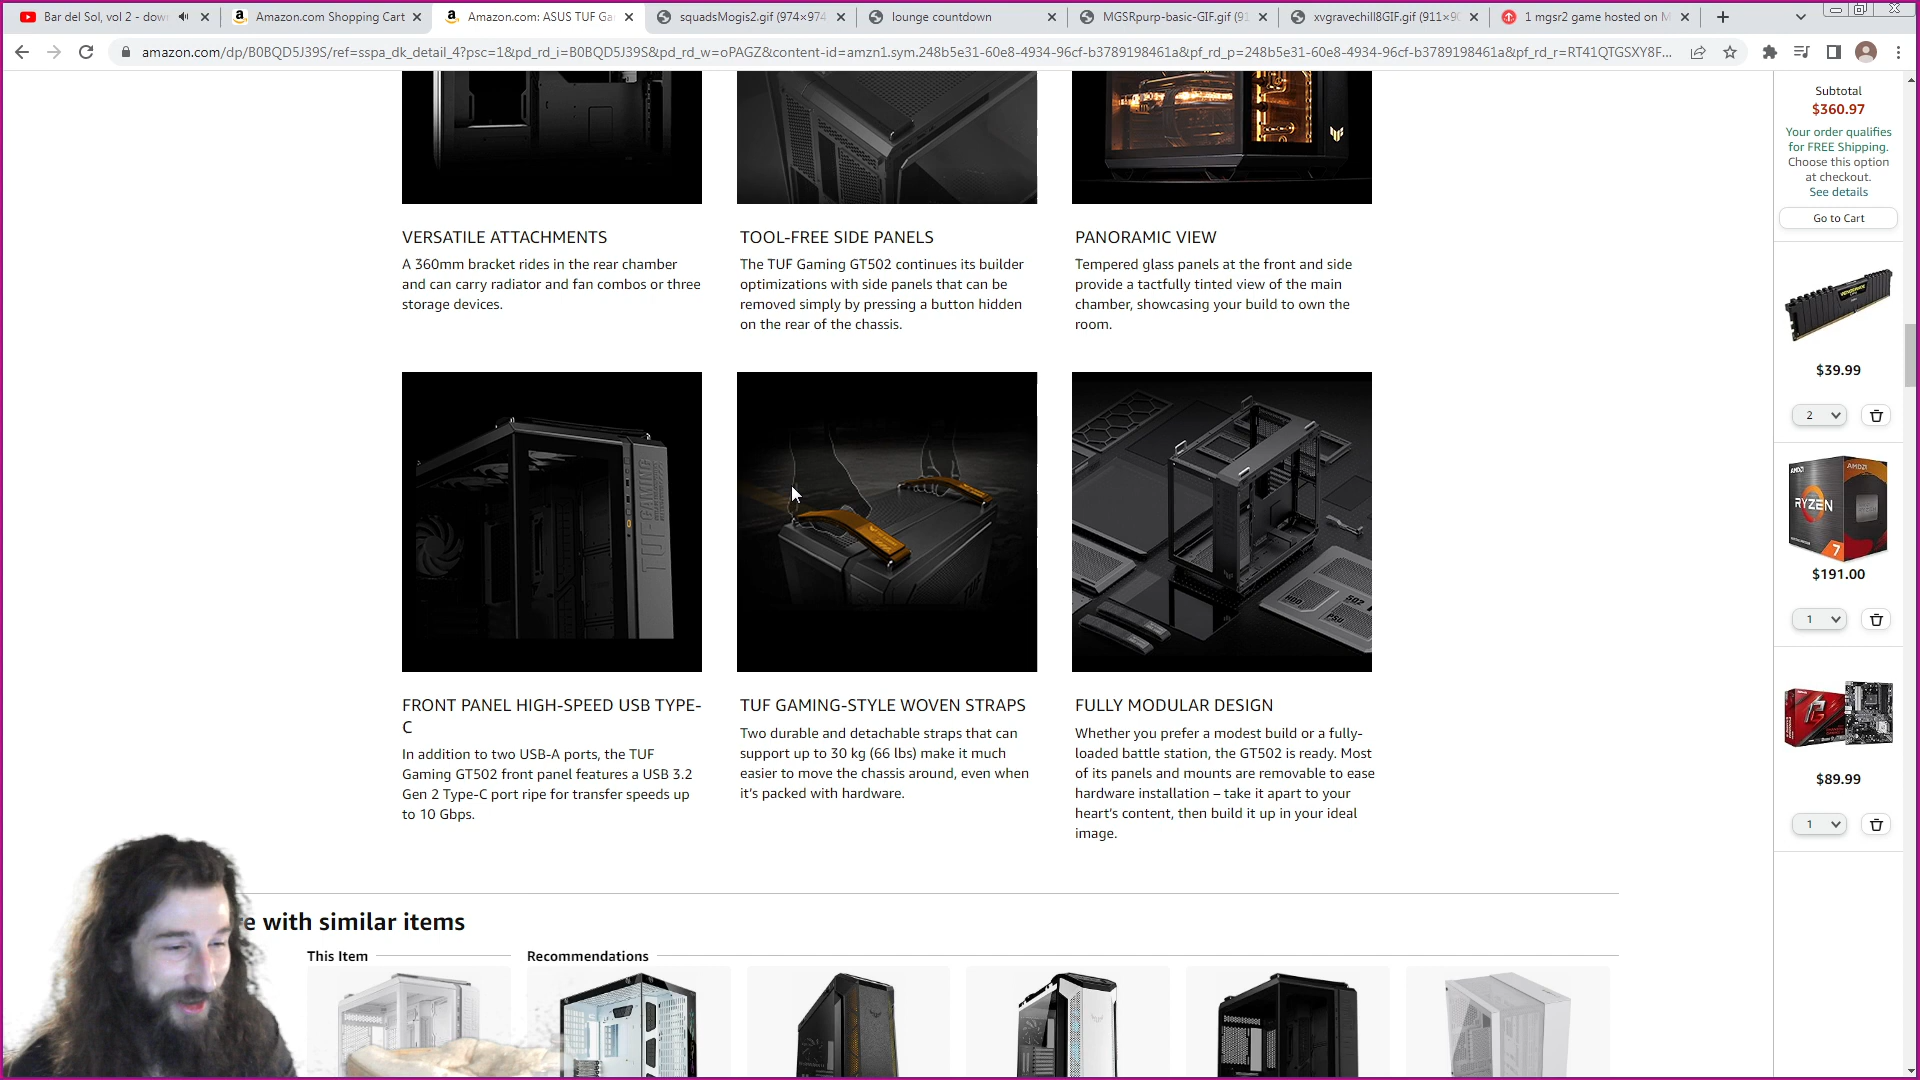 Bar del Sol, vol 2 - dow
Amazon.com Shopping Cart
Amazon.com: ASUS TUF Ga
squadsMogis2.gif (974×974
lounge countdown
MGSRpurp-basic-GIF.gif (91
xvgravechill8GIF.gif (911×90
1 mgsr2 game hosted on M
amazon.com/dp/B0BQD5J39S/ref=sspa_dk_detail_4?psc=1&pd_rd_i=B0BQD5J39S&pd_rd_w=oPAGZ&content-id=amzn1.sym.248b5e31-60e8-4934-96cf-b3789198461a&pf_rd_p=248b5e31-60e8-4934-96cf-b3789198461a&pf_rd_r=RT41QTGSXY8F...
VERSATILE ATTACHMENTS
A 360mm bracket rides in the rear chamber
and can carry radiator and fan combos or three
storage devices.
TOOL-FREE SIDE PANELS
The TUF Gaming GT502 continues its builder
optimizations with side panels that can be
removed simply by pressing a button hidden
on the rear of the chassis.
PANORAMIC VIEW
Tempered glass panels at the front and side
provide a tactfully tinted view of the main
chamber, showcasing your build to own the
room.
TUF GAMING
HDD
502
PSU
FRONT PANEL HIGH-SPEED USB TYPE-
C
In addition to two USB-A ports, the TUF
Gaming GT502 front panel features a USB 3.2
Gen 2 Type-C port ripe for transfer speeds up
to 10 Gbps.
TUF GAMING-STYLE WOVEN STRAPS
Two durable and detachable straps that can
support up to 30 kg (66 lbs) make it much
easier to move the chassis around, even when
it's packed with hardware.
FULLY MODULAR DESIGN
Whether you prefer a modest build or a fully-
loaded battle station, the GT502 is ready. Most
of its panels and mounts are removable to ease
hardware installation – take it apart to your
heart's content, then build it up in your ideal
image.
e with similar items
This Item
Recommendations
Subtotal
$360.97
Your order qualifies
for FREE Shipping.
Choose this option
at checkout.
See details
Go to Cart
VENGEANCE
$39.99
2
AMD
AMD
RYZEN
7
$191.00
1
$89.99
1